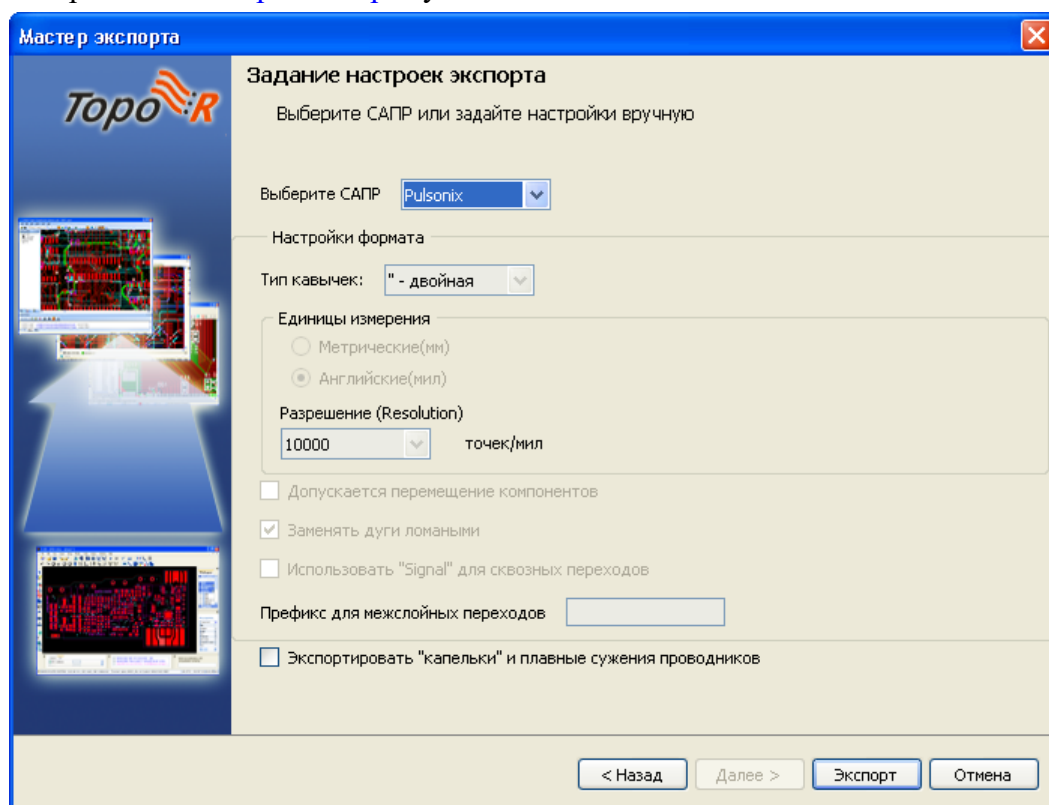 Мастер экспорта
TopoR
Задание настроек экспорта
Выберите САПР или задайте настройки вручную
Выберите САПР Pulsonix
Настройки формата
Тип кавычек: " - двойная
Единицы измерения
Метрические(мм)
Английские(мил)
Разрешение (Resolution)
10000 точек/мил
Допускается перемещение компонентов
Заменять дуги ломаными
Использовать "Signal" для сквозных переходов
Префикс для межслойных переходов
Экспортировать "капельки" и плавные сужения проводников
< Назад Далее > Экспорт Отмена